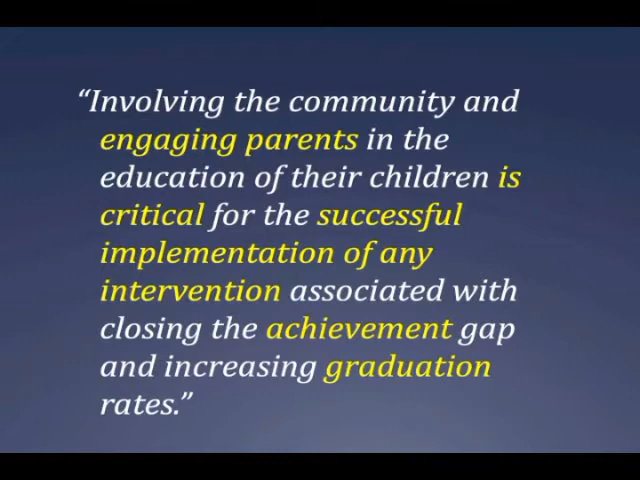 “Involving the community and
engaging parents in the
education of their children is
critical for the successful
implementation of any
intervention associated with
closing the achievement gap
and increasing graduation
rates.”